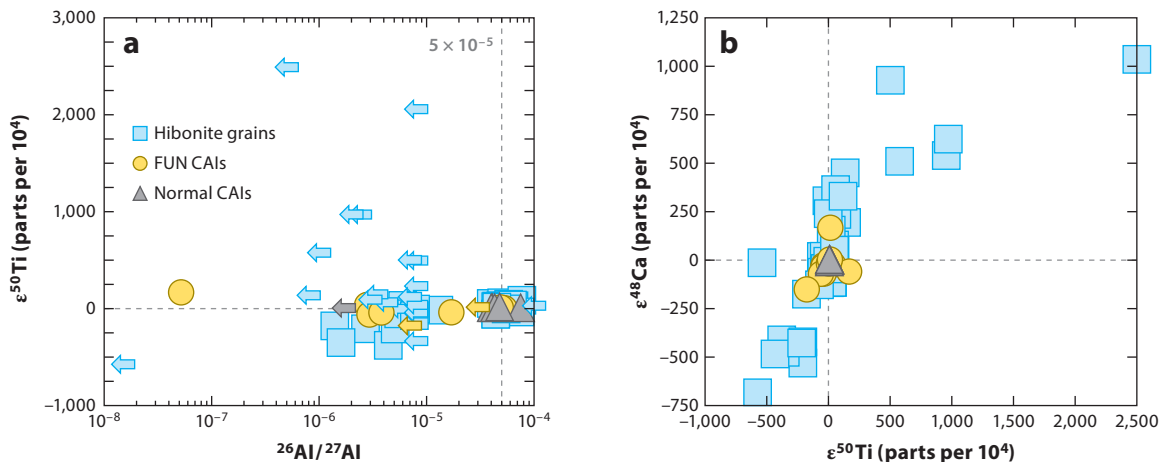 a
5 × 10⁻⁵
3,000
2,000
1,000
0
−1,000
ε⁵⁰Ti (parts per 10⁴)
Hibonite grains
FUN CAIs
Normal CAIs
10⁻⁸
10⁻⁷
10⁻⁶
10⁻⁵
10⁻⁴
²⁶Al/²⁷Al
b
1,250
1,000
750
500
250
0
−250
−500
−750
ε⁴⁸Ca (parts per 10⁴)
−1,000
−500
0
500
1,000
1,500
2,000
2,500
ε⁵⁰Ti (parts per 10⁴)